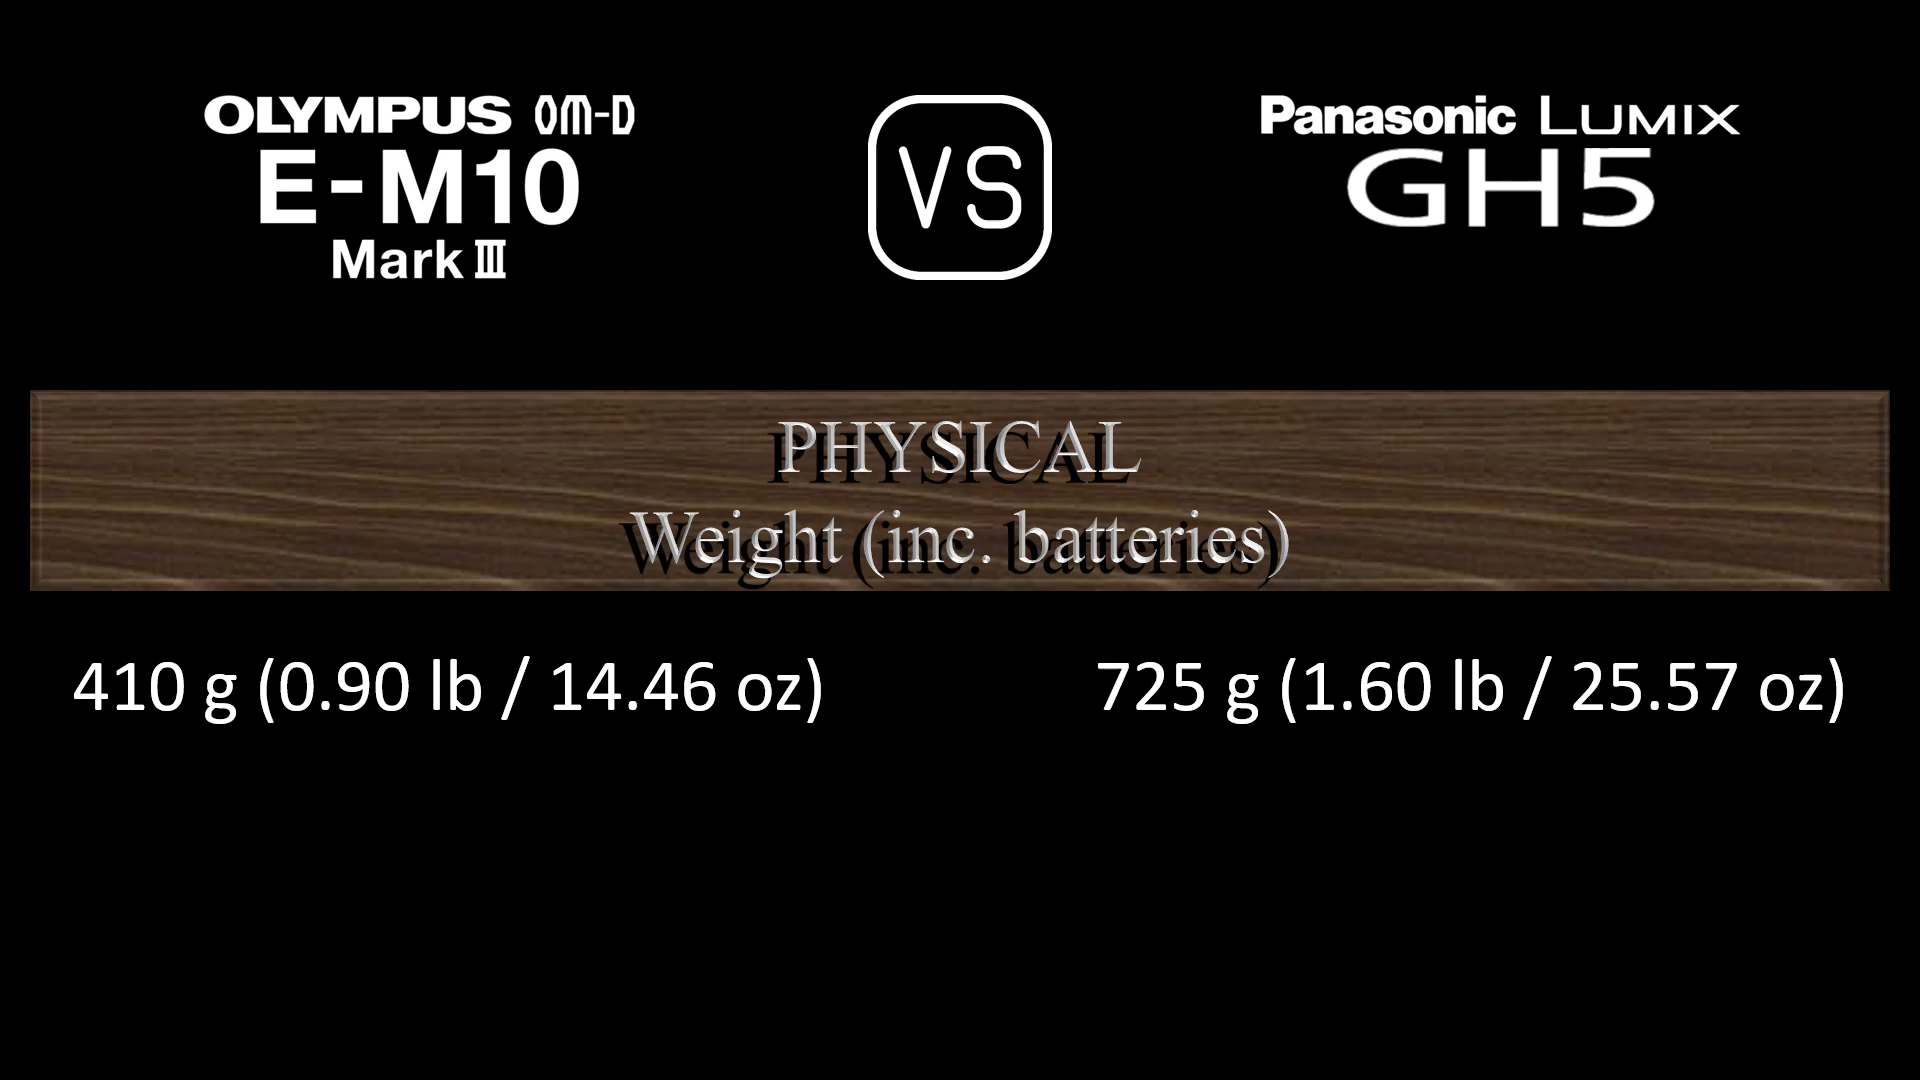 OLYMPUS OM-D
E-M10
Mark III
VS
Panasonic LUMIX
GH5
PHYSICAL
Weight (inc. batteries)
410 g (0.90 lb / 14.46 oz)
725 g (1.60 lb / 25.57 oz)